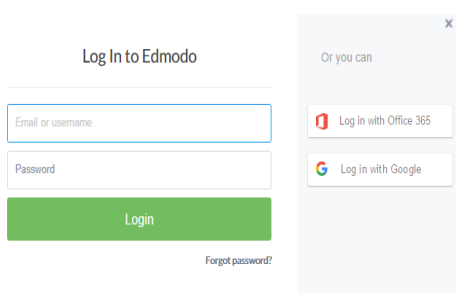 Log In to Edmodo
Email or username
Password
Login
Forgot password?
x
Or you can
Log in with Office 365
Log in with Google